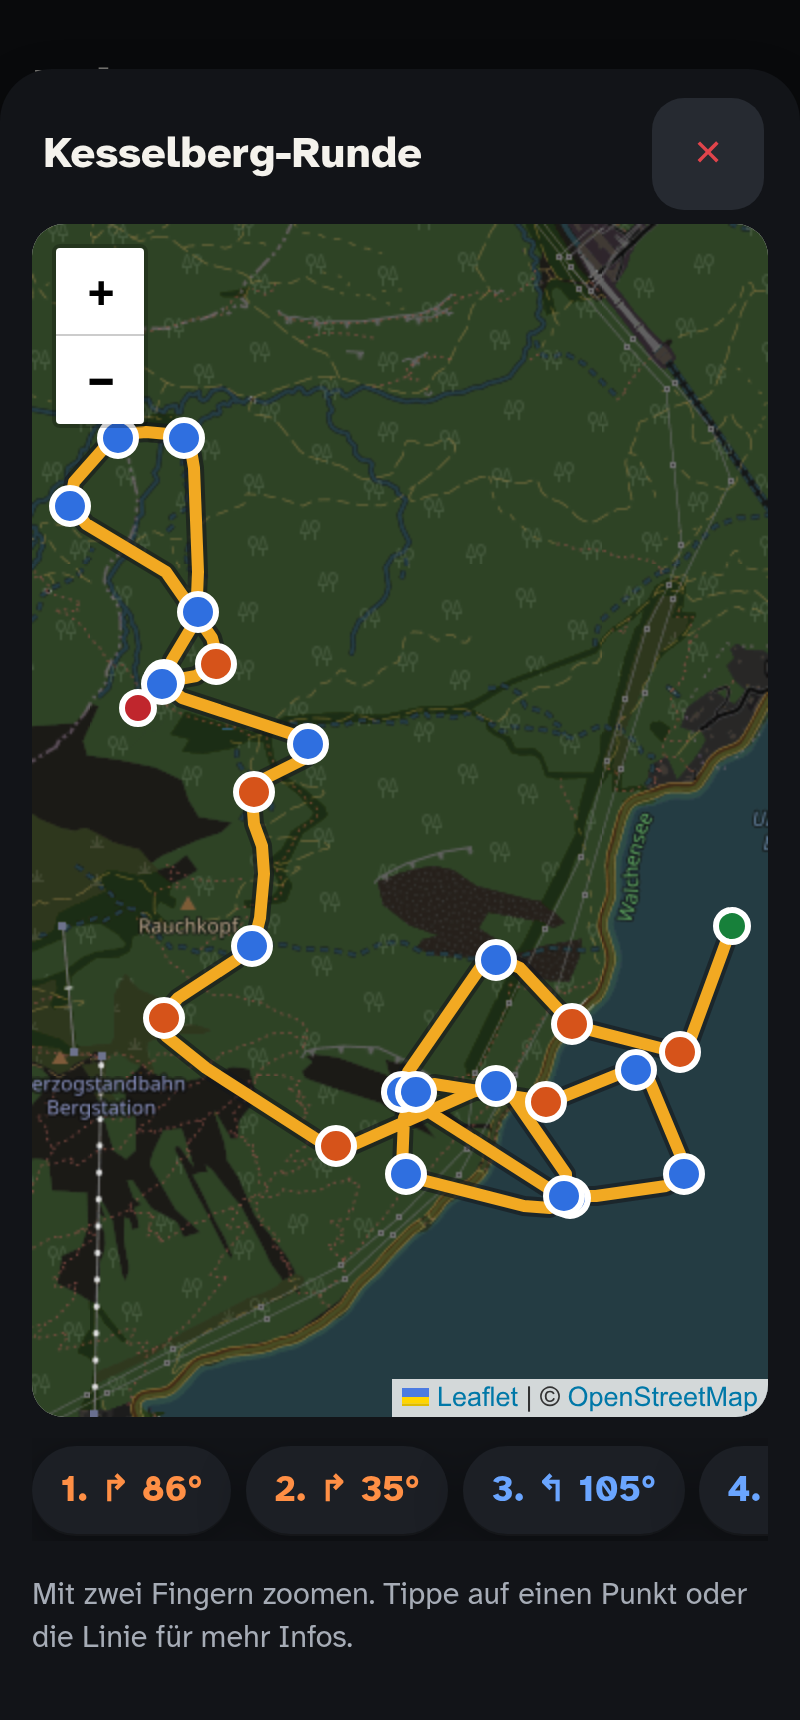 Kesselberg-Runde
×
+
−
Walchensee
Rauchkopf
erzogstandbahn
Bergstation
Leaflet | © OpenStreetMap
1. ↱ 86°
2. ↱ 35°
3. ↰ 105°
4.
Mit zwei Fingern zoomen. Tippe auf einen Punkt oder
die Linie für mehr Infos.